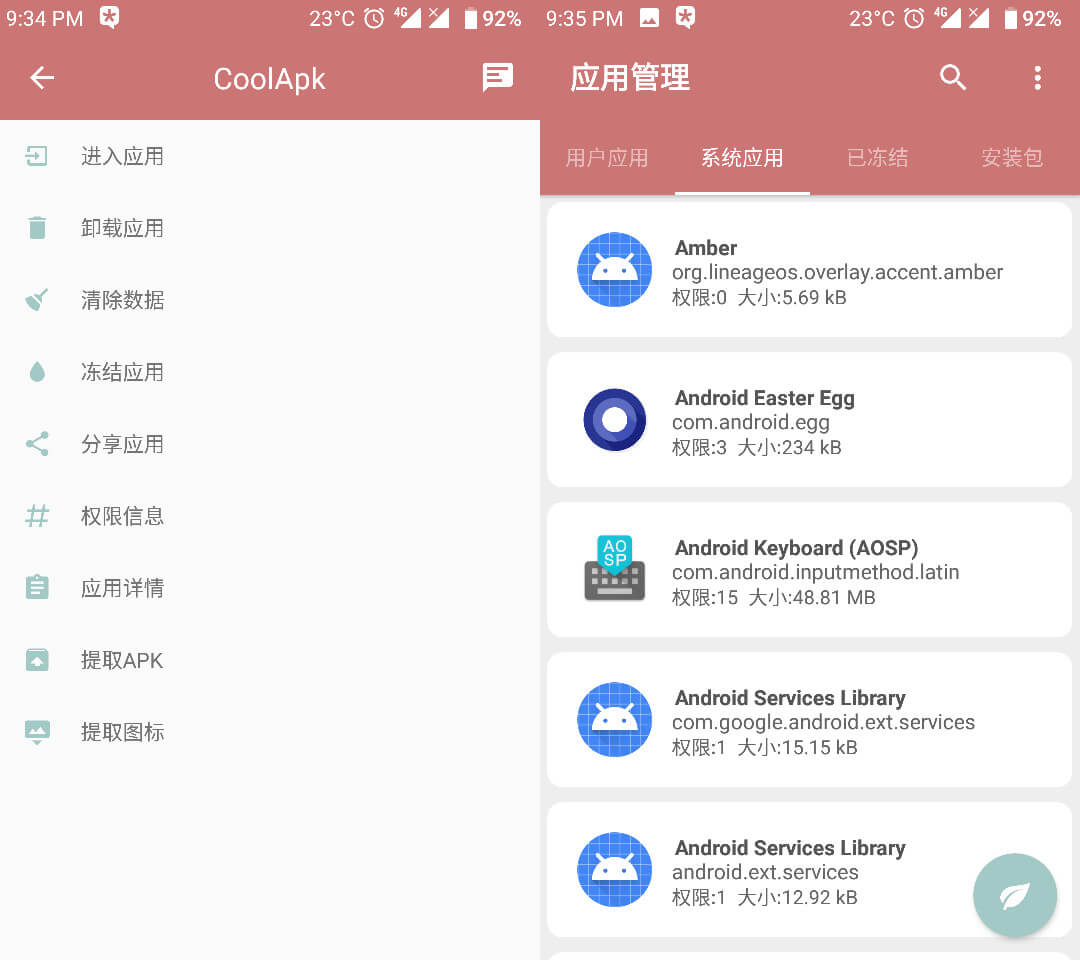 9:34 PM 23°C 4G 92%
CoolApk
进入应用
卸载应用
清除数据
冻结应用
分享应用
权限信息
应用详情
提取APK
提取图标
9:35 PM 23°C 4G 92%
应用管理
用户应用 系统应用 已冻结 安装包
Amber
org.lineageos.overlay.accent.amber
权限:0 大小:5.69 kB
Android Easter Egg
com.android.egg
权限:3 大小:234 kB
AO
SP
Android Keyboard (AOSP)
com.android.inputmethod.latin
权限:15 大小:48.81 MB
Android Services Library
com.google.android.ext.services
权限:1 大小:15.15 kB
Android Services Library
android.ext.services
权限:1 大小:12.92 kB